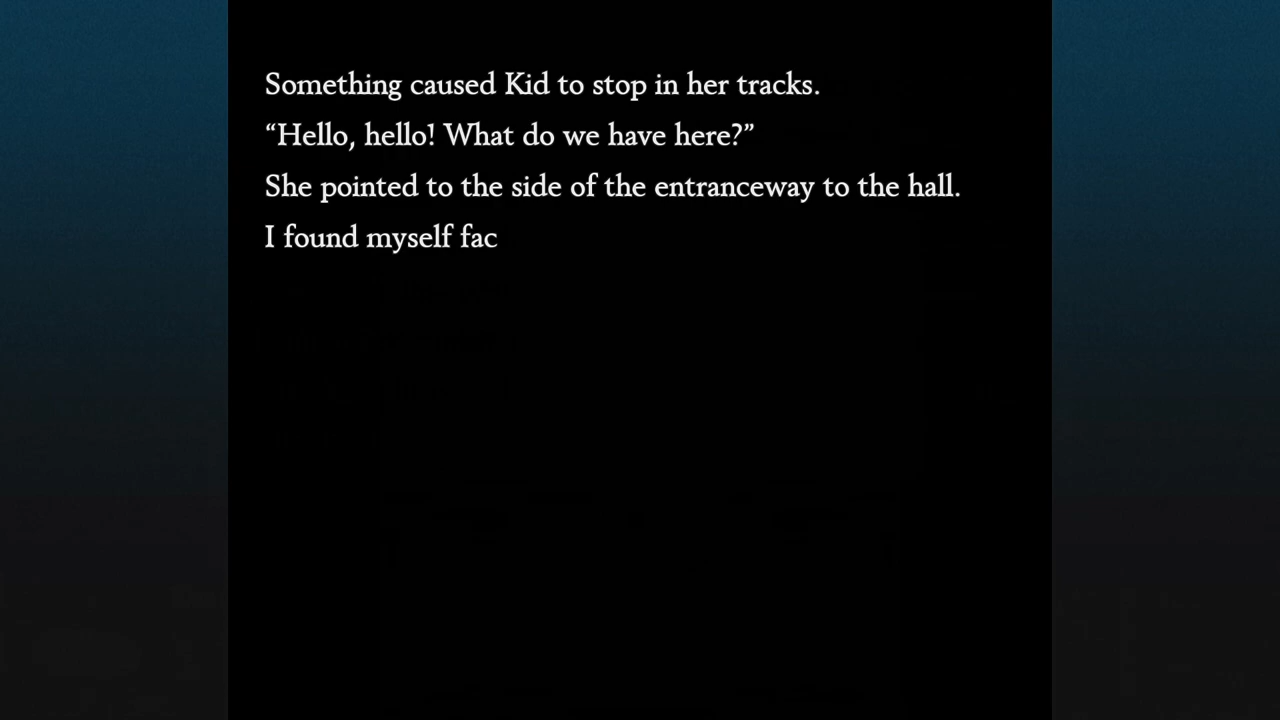 Something caused Kid to stop in her tracks.
“Hello, hello! What do we have here?”
She pointed to the side of the entranceway to the hall.
I found myself fac